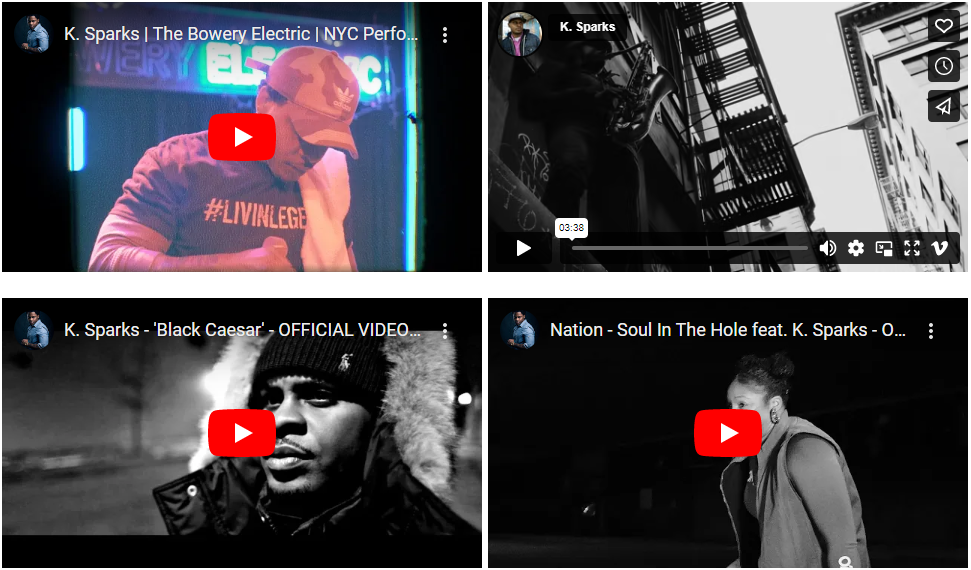 K. Sparks | The Bowery Electric | NYC Perfo...
WERY ELE
#LIVINLEGE
K. Sparks
03:38
K. Sparks - 'Black Caesar' - OFFICIAL VIDEO...
Nation - Soul In The Hole feat. K. Sparks - O...